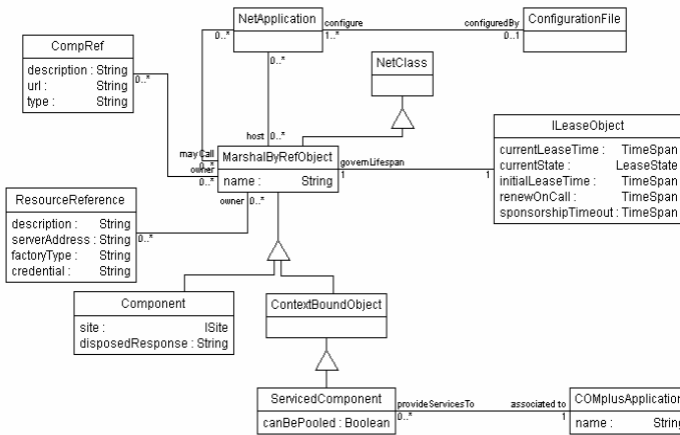 NetApplication
configure
configuredBy
ConfigurationFile
0..*
1..*
0..1
0..*
CompRef
description : String
url : String
type : String
0..*
NetClass
host
0..*
mayCall
0..*
owner
0..*
MarshalByRefObject
name : String
governLifespan
1
1
ILeaseObject
currentLeaseTime : TimeSpan
currentState : LeaseState
initialLeaseTime : TimeSpan
renewOnCall : TimeSpan
sponsorshipTimeout : TimeSpan
ResourceReference
description : String
serverAddress : String
factoryType : String
credential : String
0..*
owner 0..*
Component
site : ISite
disposedResponse : String
ContextBoundObject
ServicedComponent
canBePooled : Boolean
provideServicesTo
0..*
associated to
1
COMplusApplication
name : String